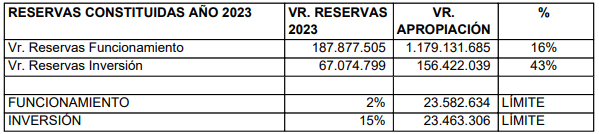 RESERVAS CONSTITUIDAS AÑO 2023 VR. RESERVAS 2023 VR. APROPIACIÓN %
Vr. Reservas Funcionamiento 187.877.505 1.179.131.685 16%
Vr. Reservas Inversión 67.074.799 156.422.039 43%
FUNCIONAMIENTO 2% 23.582.634 LÍMITE
INVERSIÓN 15% 23.463.306 LÍMITE